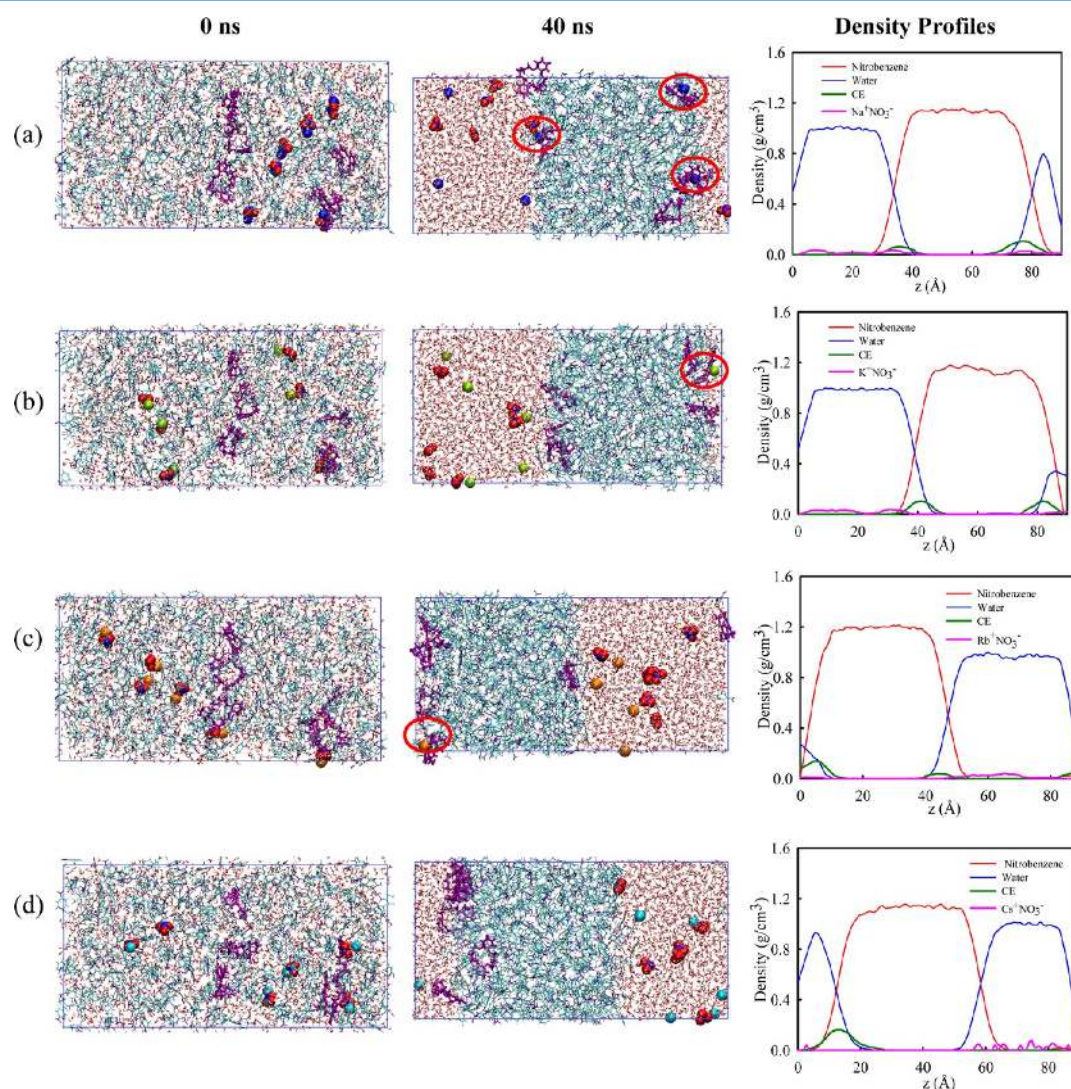 0 ns
40 ns
Density Profiles
(a)
1.6
1.2
0.8
0.4
0.0
Density (g/cm³)
Nitrobenzene
Water
CE
Na⁺NO₃⁻
0 20 40 60 80
z (Å)
(b)
1.6
1.2
0.8
0.4
0.0
Density (g/cm³)
Nitrobenzene
Water
CE
K⁺NO₃⁻
0 20 40 60 80
z (Å)
(c)
1.6
1.2
0.8
0.4
0.0
Density (g/cm³)
Nitrobenzene
Water
CE
Rb⁺NO₃⁻
0 20 40 60 80
z (Å)
(d)
1.6
1.2
0.8
0.4
0.0
Density (g/cm³)
Nitrobenzene
Water
CE
Cs⁺NO₃⁻
0 20 40 60 80
z (Å)